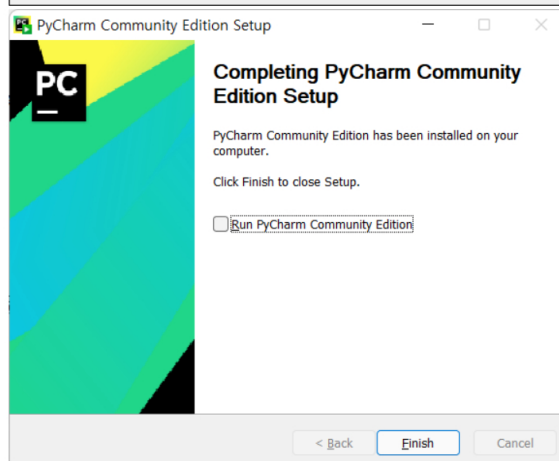 PyCharm Community Edition Setup
PC
Completing PyCharm Community
Edition Setup
PyCharm Community Edition has been installed on your
computer.
Click Finish to close Setup.
Run PyCharm Community Edition
< Back
Finish
Cancel